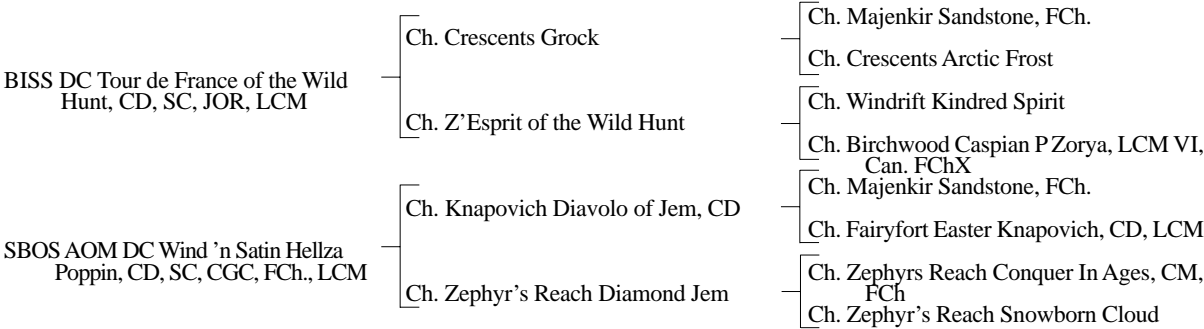 BISS DC Tour de France of the Wild
Hunt, CD, SC, JOR, LCM
Ch. Crescents Grock
Ch. Z’Esprit of the Wild Hunt
Ch. Majenkir Sandstone, FCh.
Ch. Crescents Arctic Frost
Ch. Windrift Kindred Spirit
Ch. Birchwood Caspian P Zorya, LCM VI,
Can. FChX
SBOS AOM DC Wind ’n Satin Hellza
Poppin, CD, SC, CGC, FCh., LCM
Ch. Knapovich Diavolo of Jem, CD
Ch. Zephyr’s Reach Diamond Jem
Ch. Majenkir Sandstone, FCh.
Ch. Fairyfort Easter Knapovich, CD, LCM
Ch. Zephyrs Reach Conquer In Ages, CM,
FCh
Ch. Zephyr’s Reach Snowborn Cloud